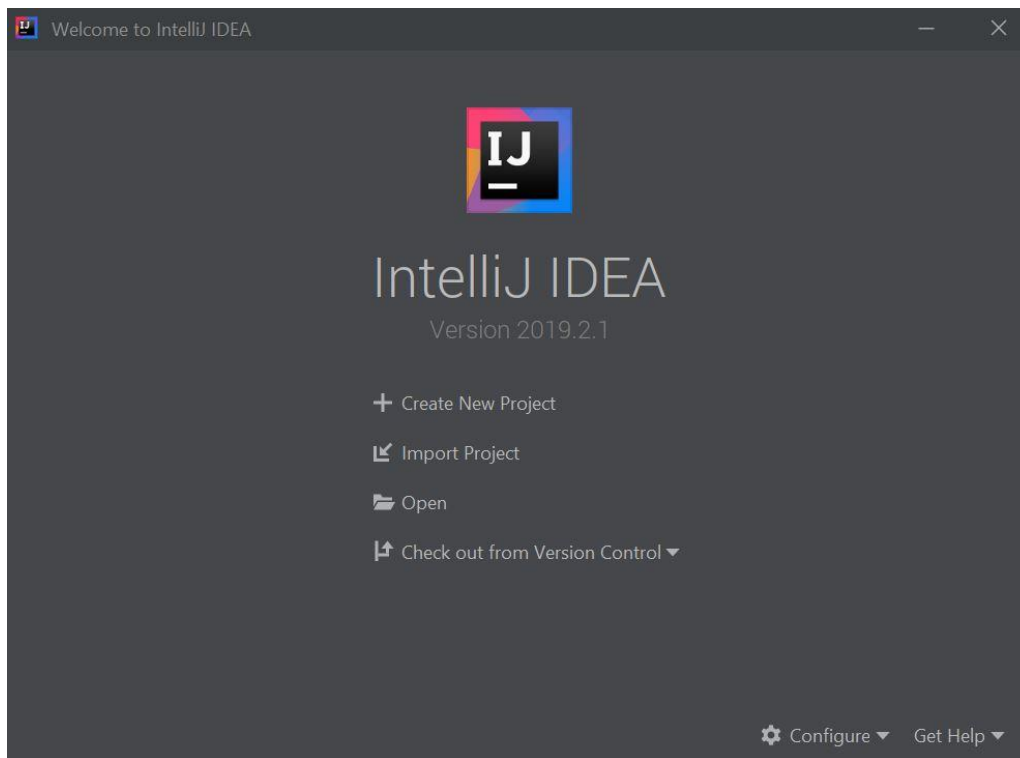 Welcome to IntelliJ IDEA
IJ
IntelliJ IDEA
Version 2019.2.1
Create New Project
Import Project
Open
Check out from Version Control
Configure Get Help